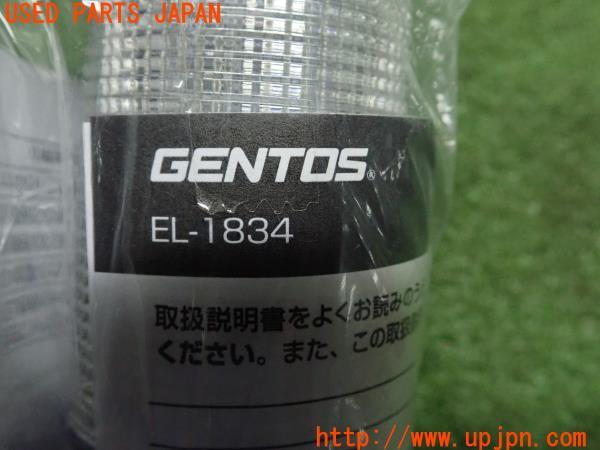 USED PARTS JAPAN
GENTOS®
EL-1834
取扱説明書をよくお読みのう
ください。また、この取扱
http://www.upjpn.com